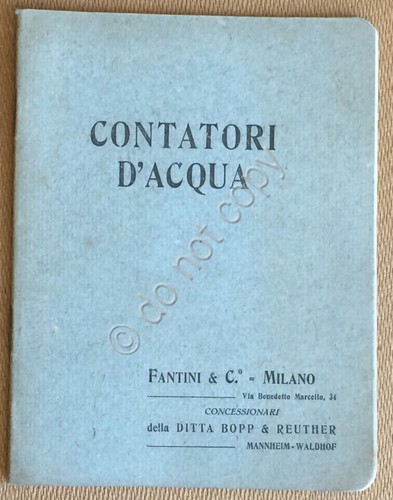 CONTATORI
D'ACQUA
© do not copy
FANTINI & C.º = MILANO
Via Benedetto Marcello, 34
CONCESSIONARI
della DITTA BOPP & REUTHER
MANNHEIM-WALDHOF